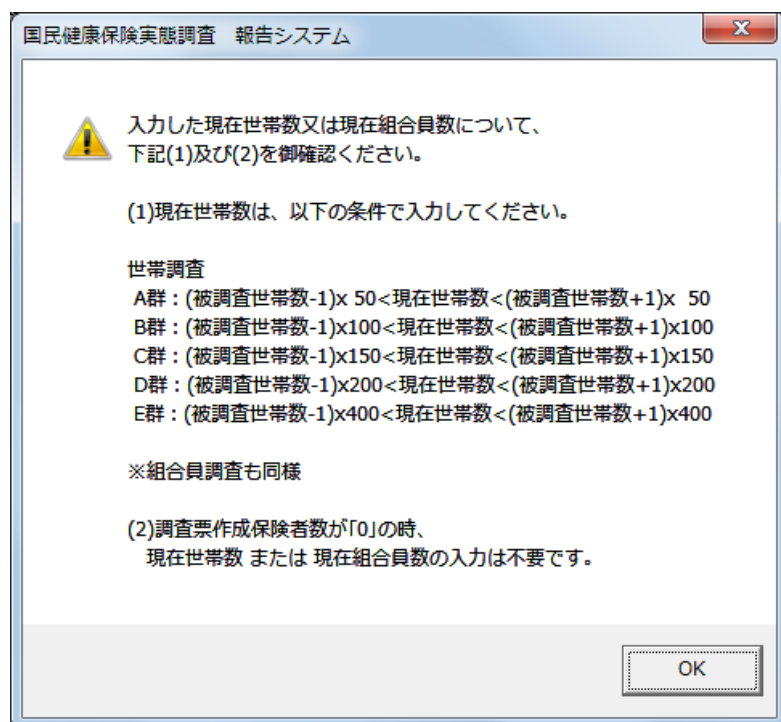 国民健康保険実態調査　報告システム
入力した現在世帯数又は現在組合員数について、
下記(1)及び(2)を御確認ください。
(1)現在世帯数は、以下の条件で入力してください。
世帯調査
A群：(被調査世帯数-1)x 50<現在世帯数<(被調査世帯数+1)x  50
B群：(被調査世帯数-1)x100<現在世帯数<(被調査世帯数+1)x100
C群：(被調査世帯数-1)x150<現在世帯数<(被調査世帯数+1)x150
D群：(被調査世帯数-1)x200<現在世帯数<(被調査世帯数+1)x200
E群：(被調査世帯数-1)x400<現在世帯数<(被調査世帯数+1)x400
※組合員調査も同様
(2)調査票作成保険者数が「0」の時、
現在世帯数 または 現在組合員数の入力は不要です。
OK